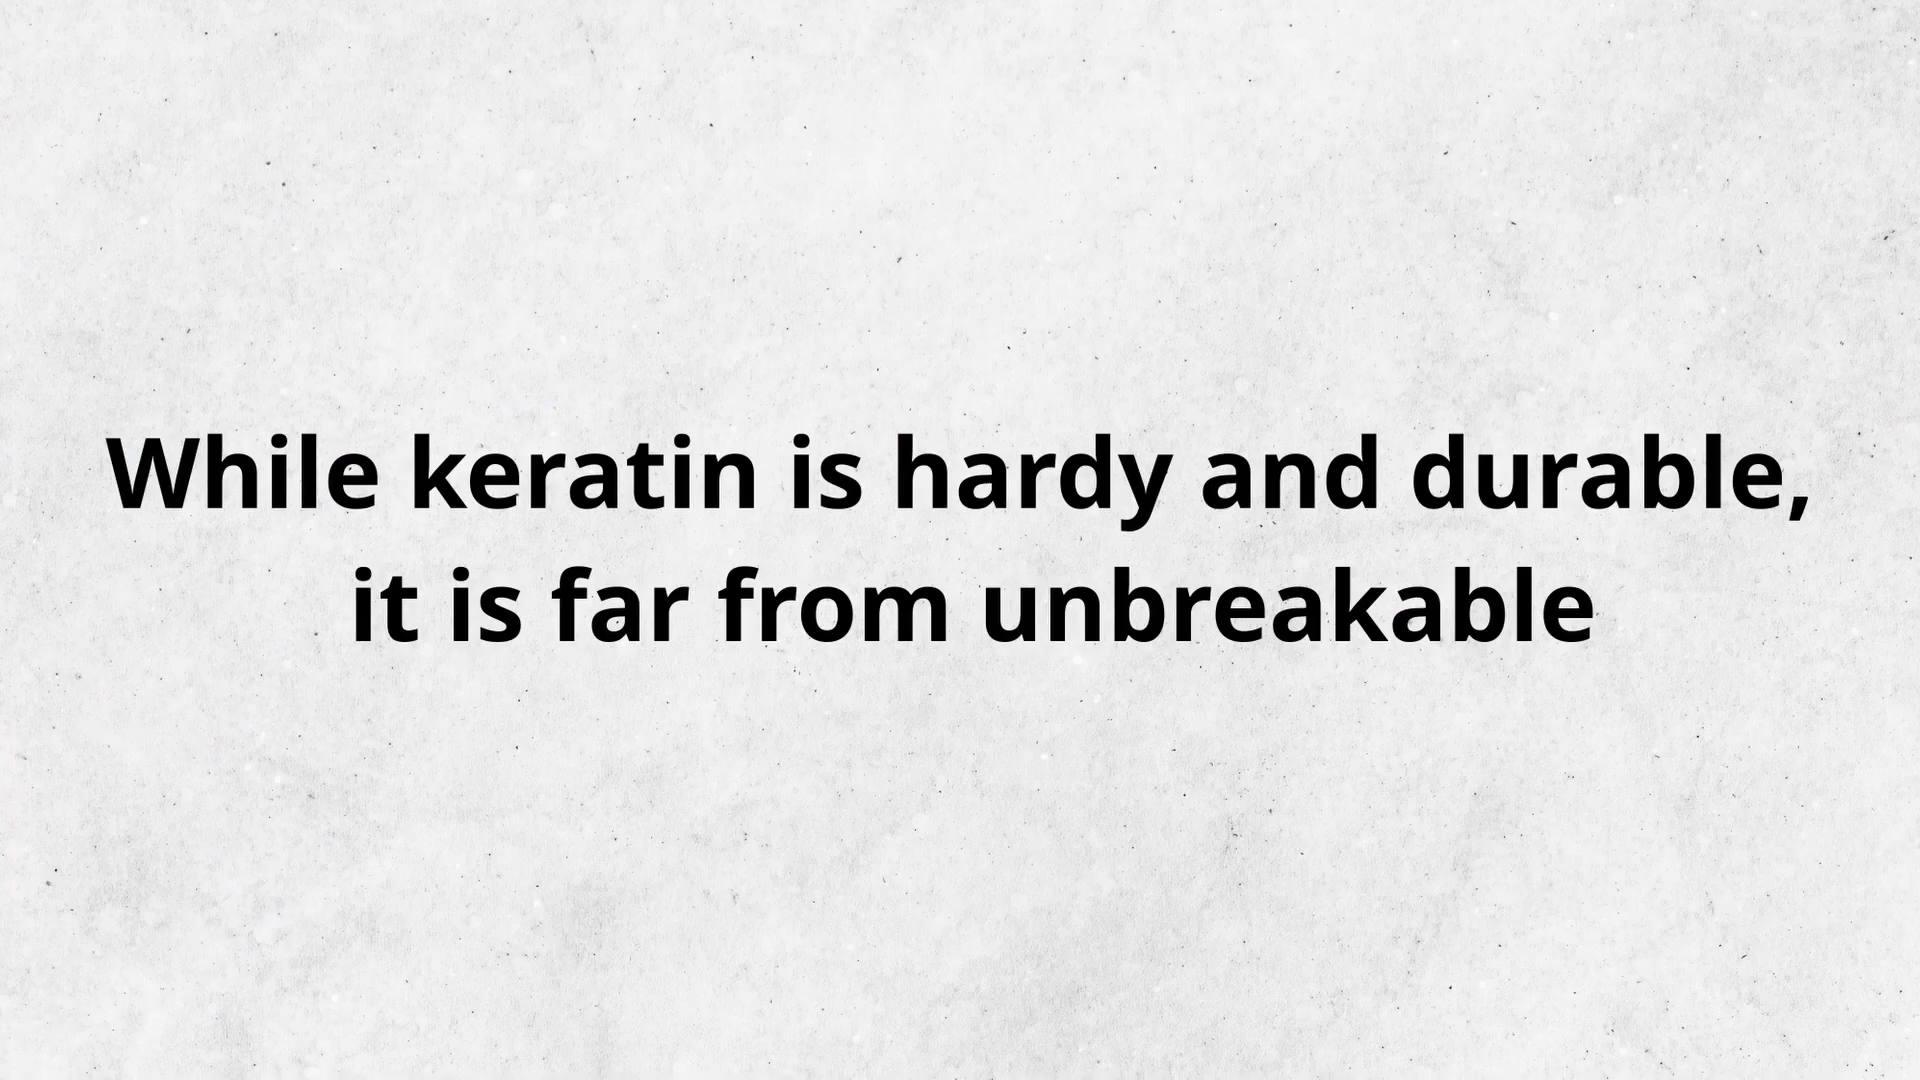 While keratin is hardy and durable,
it is far from unbreakable